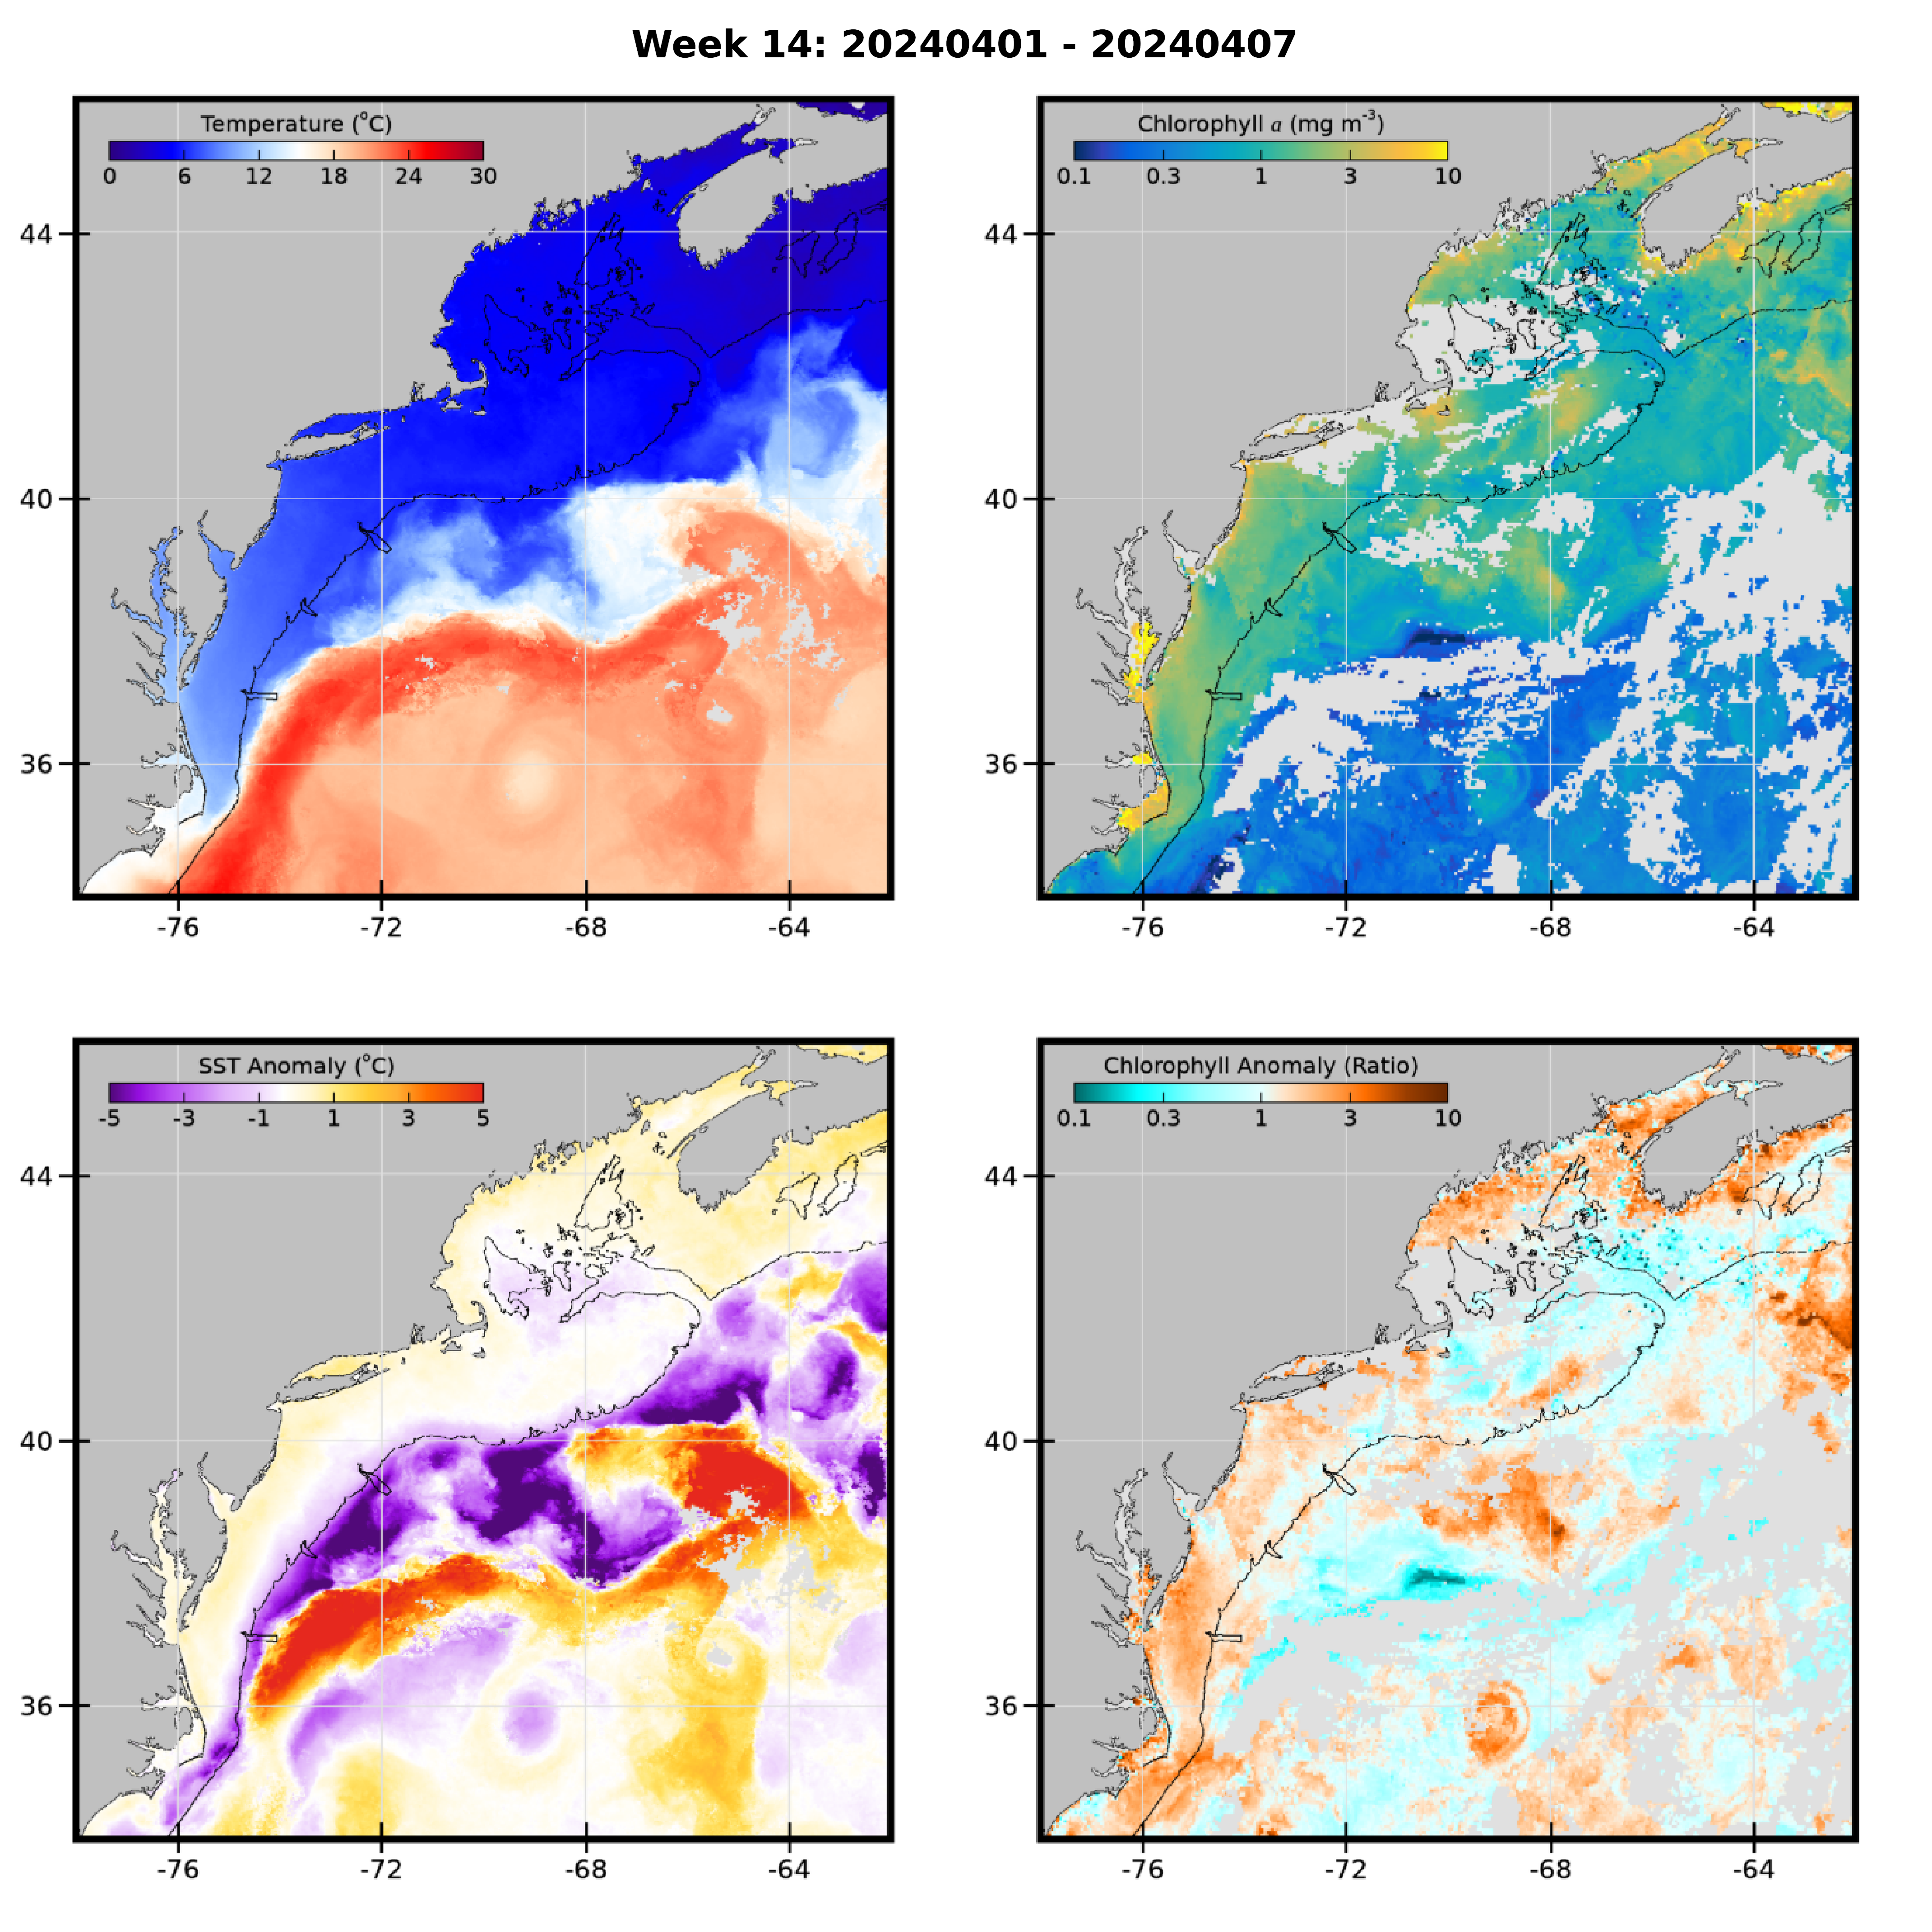 Week 14: 20240401 - 20240407
Temperature (°C)
0 6 12 18 24 30
44
40
36
-76 -72 -68 -64
Chlorophyll a (mg m⁻³)
0.1 0.3 1 3 10
44
40
36
-76 -72 -68 -64
SST Anomaly (°C)
-5 -3 -1 1 3 5
44
40
36
-76 -72 -68 -64
Chlorophyll Anomaly (Ratio)
0.1 0.3 1 3 10
44
40
36
-76 -72 -68 -64